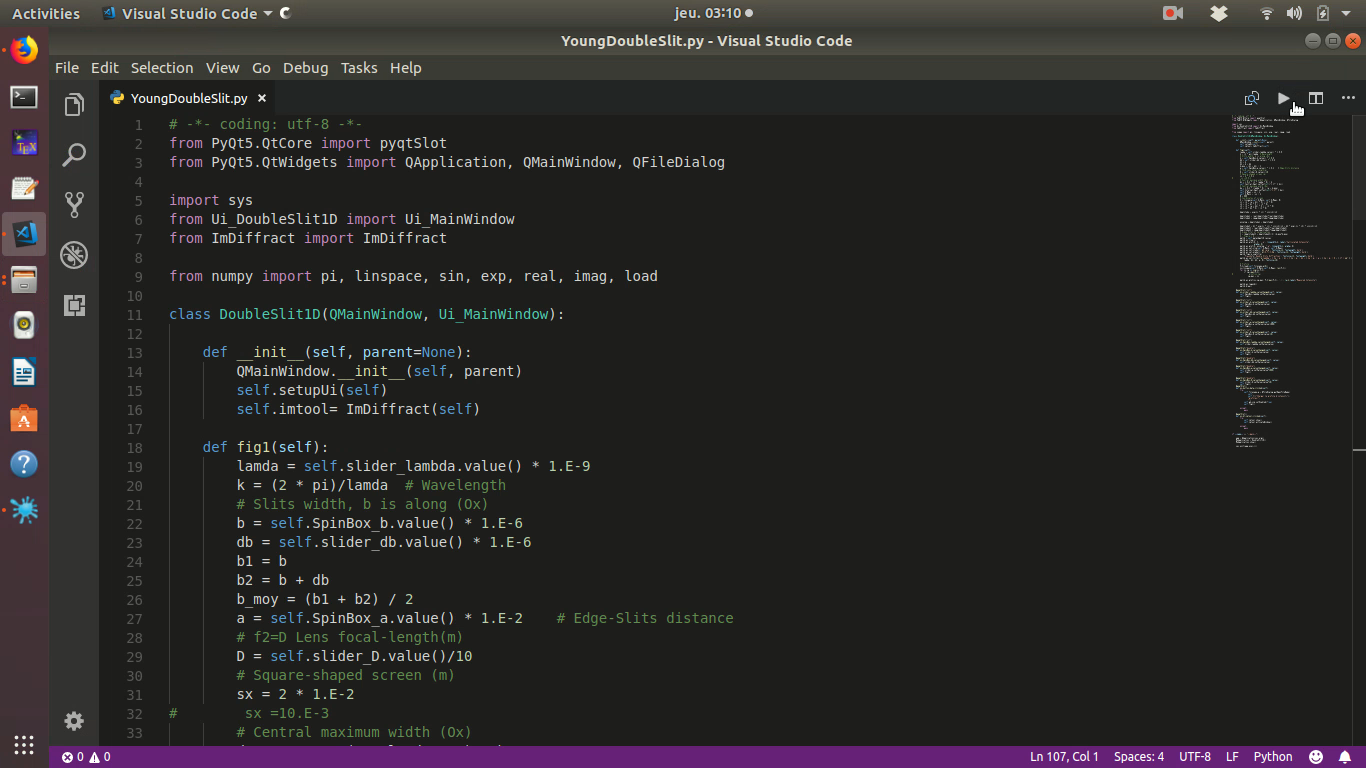 Activities Visual Studio Code jeu. 03:10
YoungDoubleSlit.py - Visual Studio Code
File Edit Selection View Go Debug Tasks Help
YoungDoubleSlit.py
1 # -*- coding: utf-8 -*-
2 from PyQt5.QtCore import pyqtSlot
3 from PyQt5.QtWidgets import QApplication, QMainWindow, QFileDialog
4
5 import sys
6 from Ui_DoubleSlit1D import Ui_MainWindow
7 from ImDiffract import ImDiffract
8
9 from numpy import pi, linspace, sin, exp, real, imag, load
10
11 class DoubleSlit1D(QMainWindow, Ui_MainWindow):
12
13 def __init__(self, parent=None):
14 QMainWindow.__init__(self, parent)
15 self.setupUi(self)
16 self.imtool= ImDiffract(self)
17
18 def fig1(self):
19 lamda = self.slider_lambda.value() * 1.E-9
20 k = (2 * pi)/lamda # Wavelength
21 # Slits width, b is along (Ox)
22 b = self.SpinBox_b.value() * 1.E-6
23 db = self.slider_db.value() * 1.E-6
24 b1 = b
25 b2 = b + db
26 b_moy = (b1 + b2) / 2
27 a = self.SpinBox_a.value() * 1.E-2 # Edge-Slits distance
28 # f2=D Lens focal-length(m)
29 D = self.slider_D.value()/10
30 # Square-shaped screen (m)
31 sx = 2 * 1.E-2
32 # sx =10.E-3
33 # Central maximum width (Ox)
TEX
0 0 Ln 107, Col 1 Spaces: 4 UTF-8 LF Python